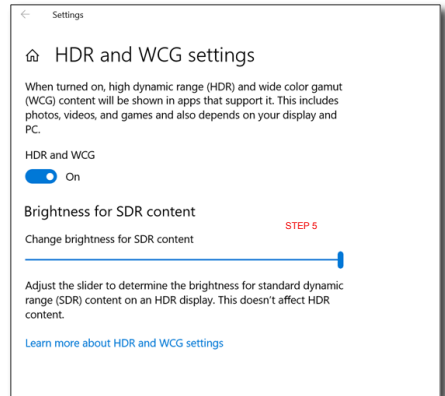 Settings
HDR and WCG settings
When turned on, high dynamic range (HDR) and wide color gamut
(WCG) content will be shown in apps that support it. This includes
photos, videos, and games and also depends on your display and
PC.
HDR and WCG
On
Brightness for SDR content
STEP 5
Change brightness for SDR content
Adjust the slider to determine the brightness for standard dynamic
range (SDR) content on an HDR display. This doesn't affect HDR
content.
Learn more about HDR and WCG settings